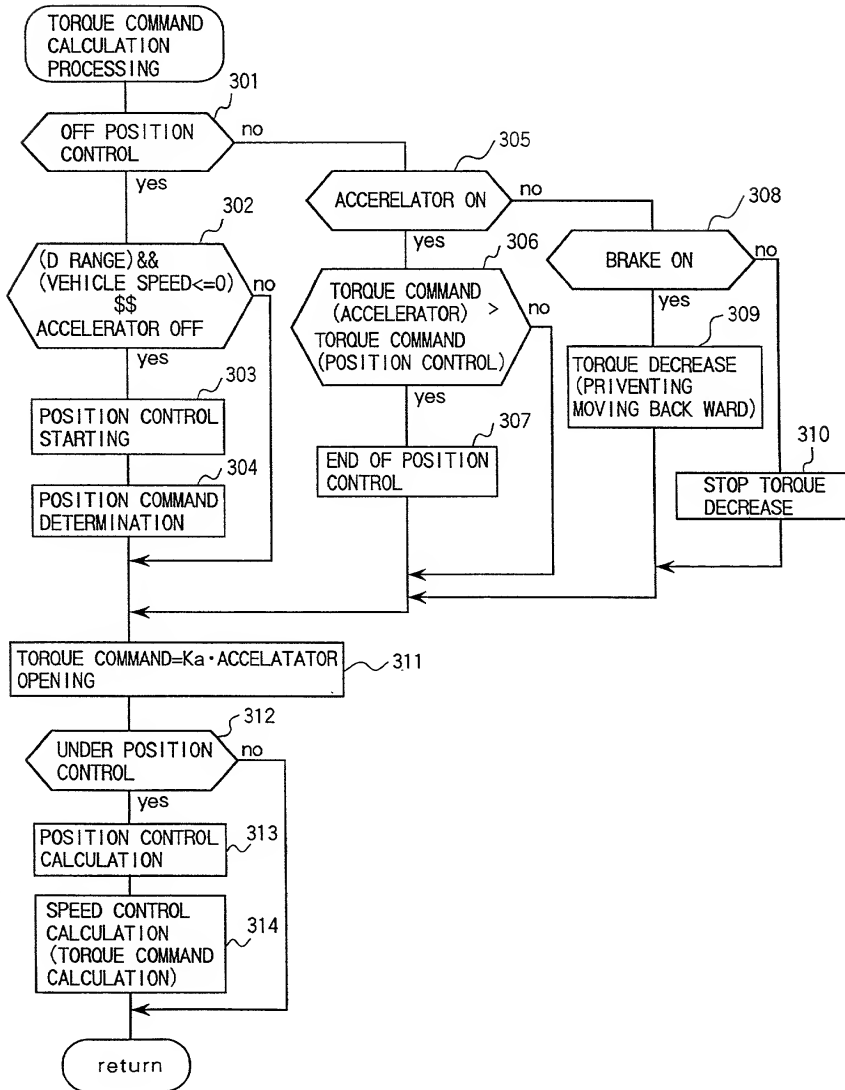 TORQUE COMMAND
CALCULATION
PROCESSING
301
OFF POSITION
CONTROL
no
yes
302
(D RANGE)&&
(VEHICLE SPEED<=0)
$$
ACCELERATOR OFF
no
yes
303
POSITION CONTROL
STARTING
304
POSITION COMMAND
DETERMINATION
305
ACCERELATOR ON
no
yes
306
TORQUE COMMAND
(ACCELERATOR) >
TORQUE COMMAND
(POSITION CONTROL)
no
yes
307
END OF POSITION
CONTROL
308
BRAKE ON
no
yes
309
TORQUE DECREASE
(PRIVENTING
MOVING BACK WARD)
310
STOP TORQUE
DECREASE
TORQUE COMMAND=Ka・ACCELATATOR
OPENING
311
312
UNDER POSITION
CONTROL
no
yes
POSITION CONTROL
CALCULATION
313
SPEED CONTROL
CALCULATION
(TORQUE COMMAND
CALCULATION)
314
return